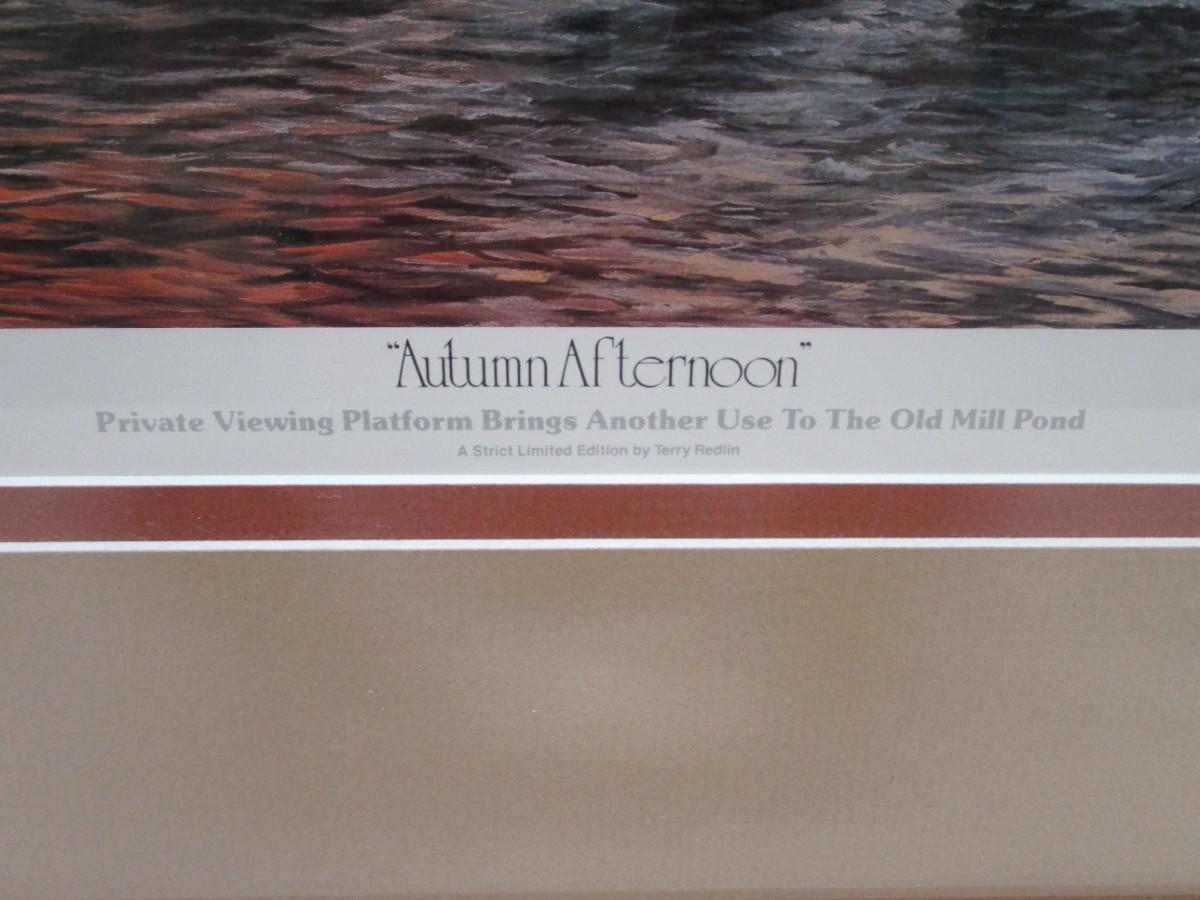 “Autumn Afternoon”
Private Viewing Platform Brings Another Use To The Old Mill Pond
A Strict Limited Edition by Terry Redlin